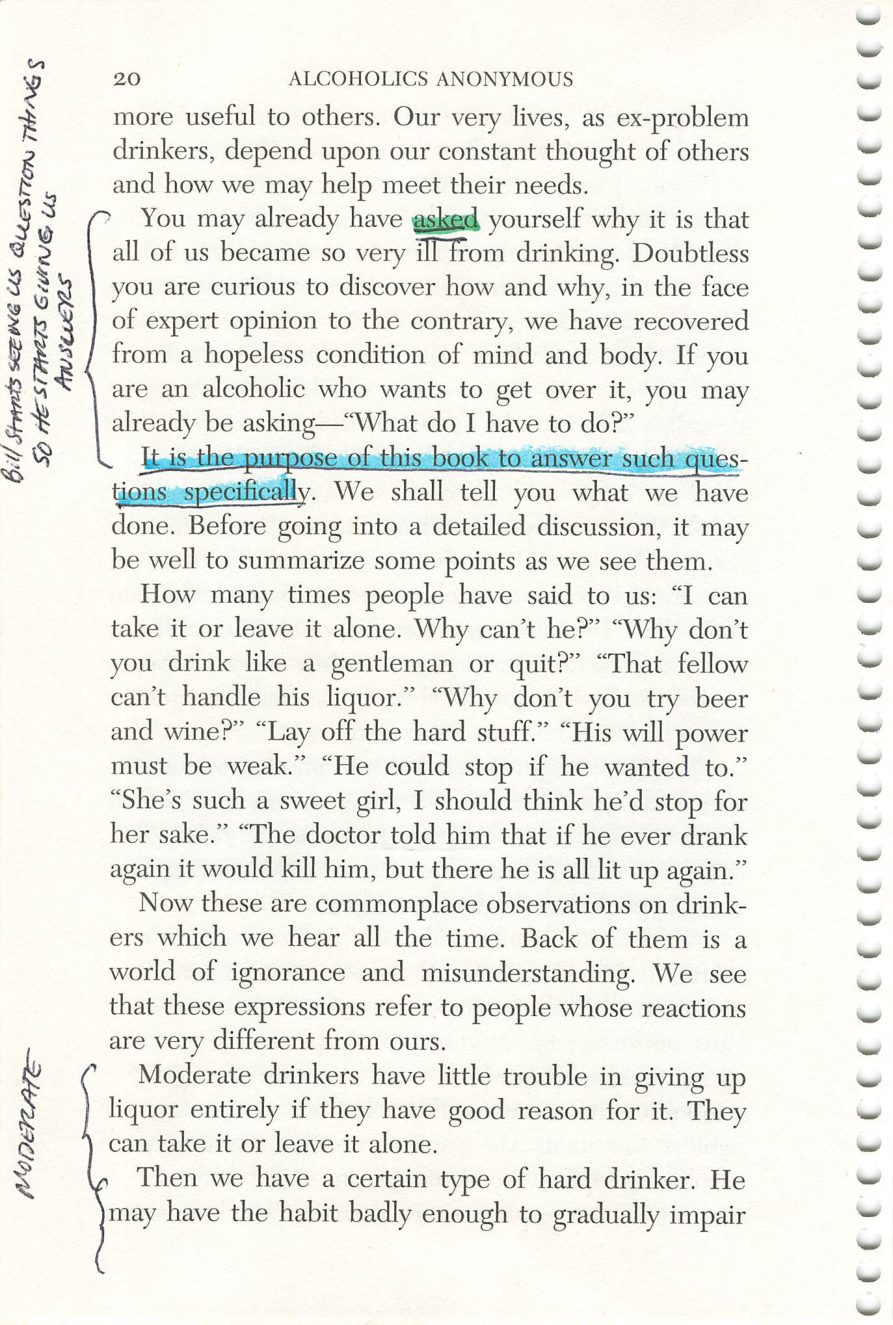 20 ALCOHOLICS ANONYMOUS
more useful to others. Our very lives, as ex-problem
drinkers, depend upon our constant thought of others
and how we may help meet their needs.
You may already have asked yourself why it is that
all of us became so very ill from drinking. Doubtless
you are curious to discover how and why, in the face
of expert opinion to the contrary, we have recovered
from a hopeless condition of mind and body. If you
are an alcoholic who wants to get over it, you may
already be asking—“What do I have to do?”
It is the purpose of this book to answer such ques-
tions specifically. We shall tell you what we have
done. Before going into a detailed discussion, it may
be well to summarize some points as we see them.
How many times people have said to us: “I can
take it or leave it alone. Why can’t he?” “Why don’t
you drink like a gentleman or quit?” “That fellow
can’t handle his liquor.” “Why don’t you try beer
and wine?” “Lay off the hard stuff.” “His will power
must be weak.” “He could stop if he wanted to.”
“She’s such a sweet girl, I should think he’d stop for
her sake.” “The doctor told him that if he ever drank
again it would kill him, but there he is all lit up again.”
Now these are commonplace observations on drink-
ers which we hear all the time. Back of them is a
world of ignorance and misunderstanding. We see
that these expressions refer to people whose reactions
are very different from ours.
Moderate drinkers have little trouble in giving up
liquor entirely if they have good reason for it. They
can take it or leave it alone.
Then we have a certain type of hard drinker. He
may have the habit badly enough to gradually impair
Bill STARTS SEEING US QUESTION THINGS
SO HE STARTS GIVING US
ANSWERS
MODERATE